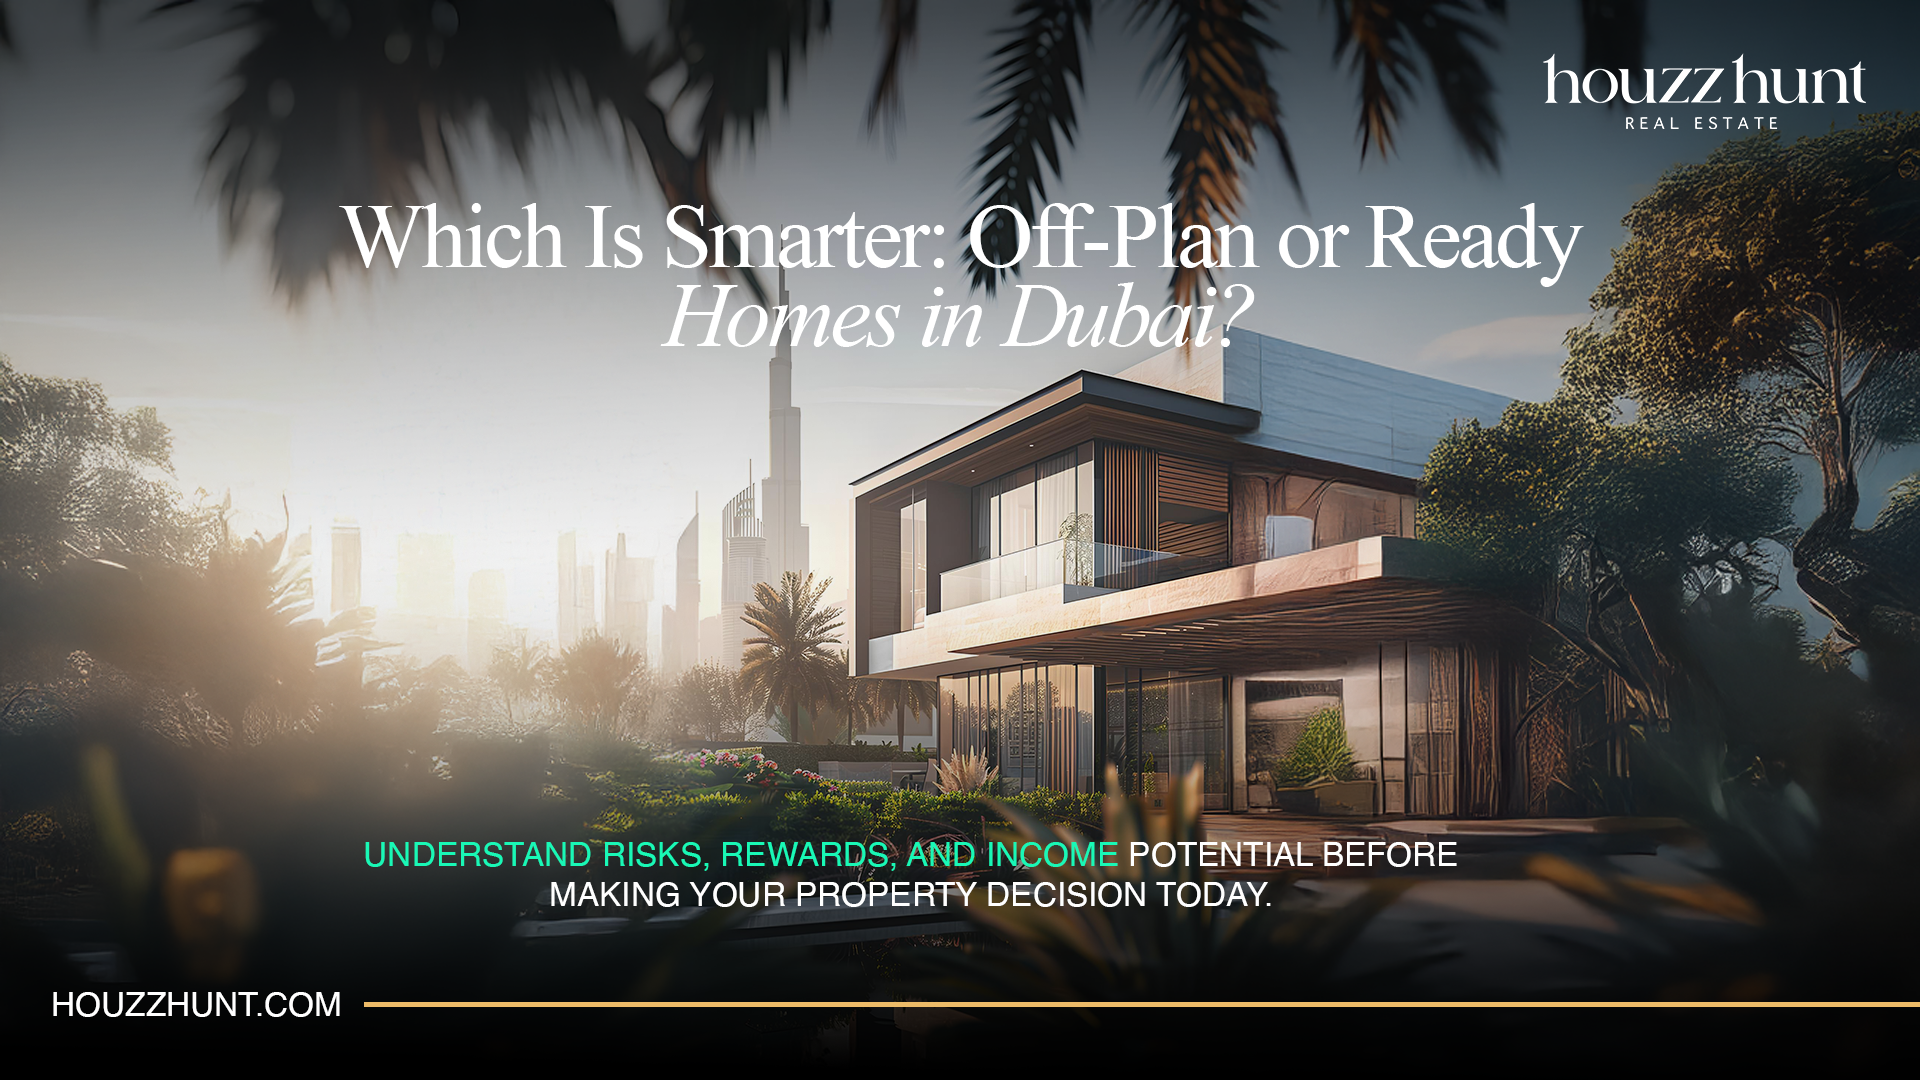 houzz hunt
REAL ESTATE
Which Is Smarter: Off-Plan or Ready
Homes in Dubai?
UNDERSTAND RISKS, REWARDS, AND INCOME POTENTIAL BEFORE
MAKING YOUR PROPERTY DECISION TODAY.
HOUZZHUNT.COM